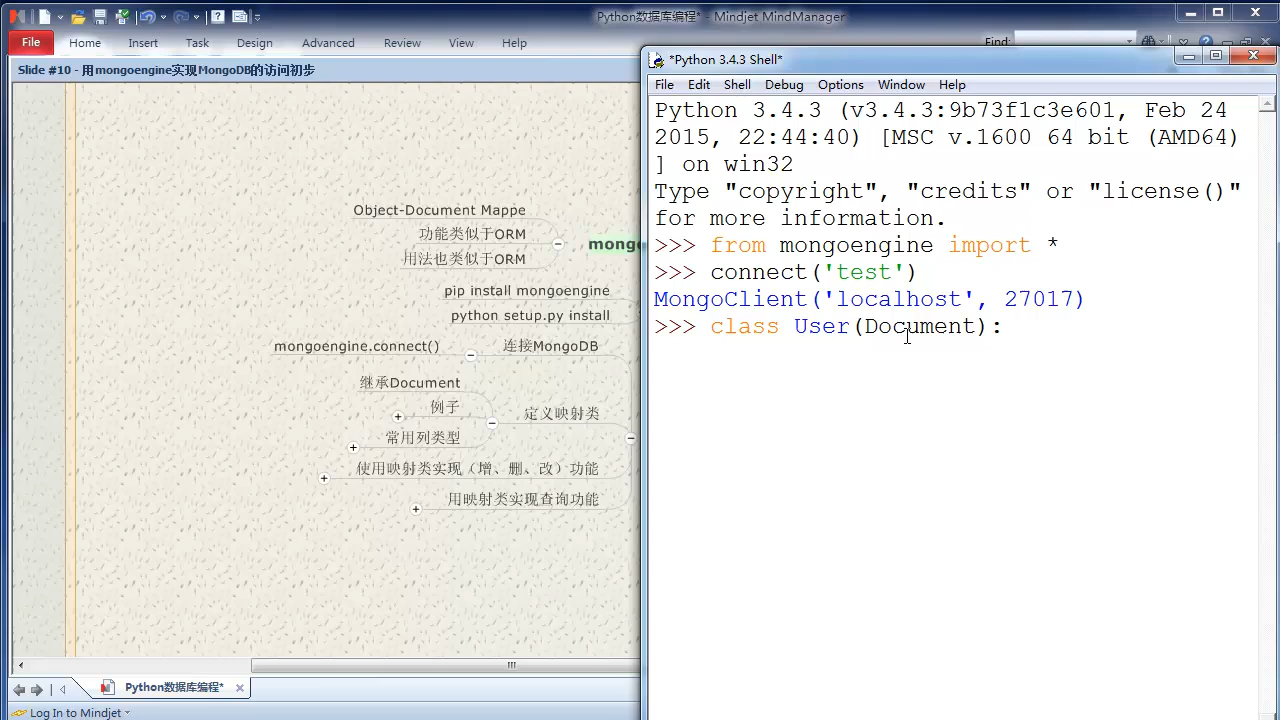 Python数据库编程* - Mindjet MindManager
File Home Insert Task Design Advanced Review View Help
Find:
Slide #10 - 用mongoengine实现MongoDB的访问初步
Object-Document Mappe
功能类似于ORM
用法也类似于ORM
mongo
pip install mongoengine
python setup.py install
mongoengine.connect()
连接MongoDB
继承Document
例子
常用列类型
定义映射类
使用映射类实现（增、删、改）功能
用映射类实现查询功能
Python数据库编程*
Log In to Mindjet
*Python 3.4.3 Shell*
File Edit Shell Debug Options Window Help
Python 3.4.3 (v3.4.3:9b73f1c3e601, Feb 24
2015, 22:44:40) [MSC v.1600 64 bit (AMD64)
] on win32
Type "copyright", "credits" or "license()"
for more information.
>>> from mongoengine import *
>>> connect('test')
MongoClient('localhost', 27017)
>>> class User(Document):